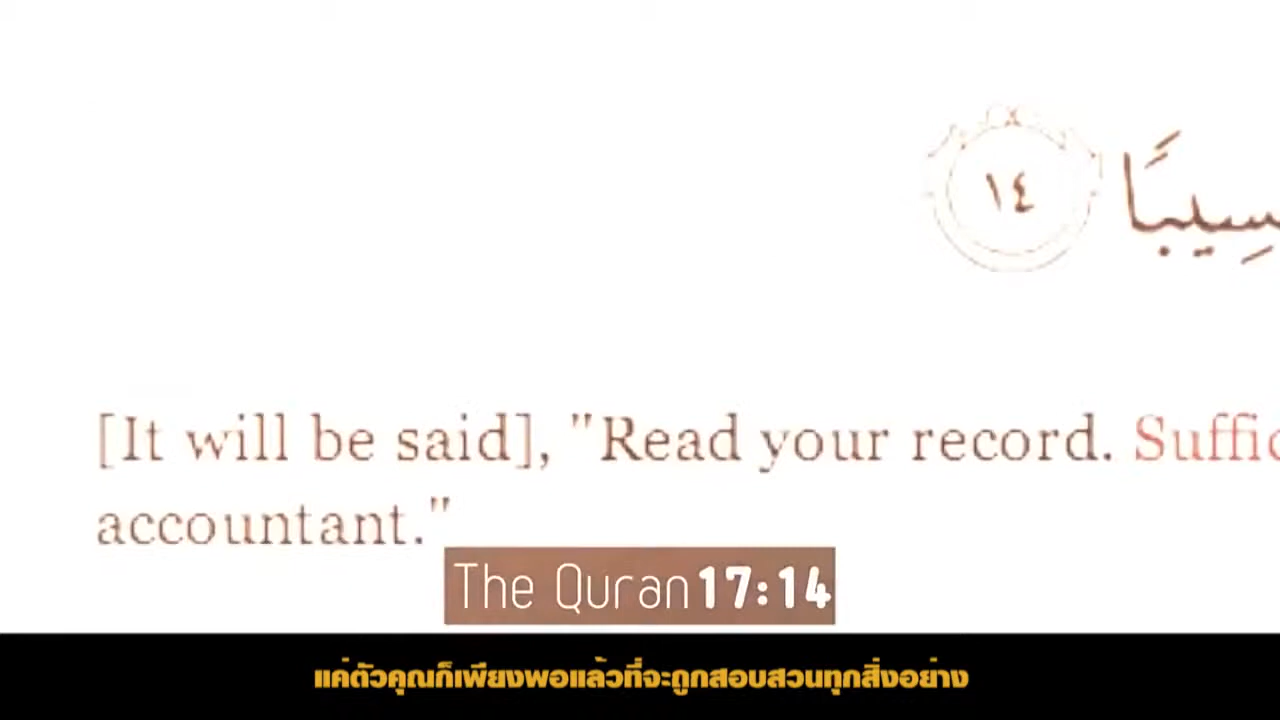 ١٤
[It will be said], "Read your record.
accountant."
The Quran 17:14
แค่ตัวคุณก็เพียงพอแล้วที่จะถูกสอบสวนทุกสิ่งอย่าง